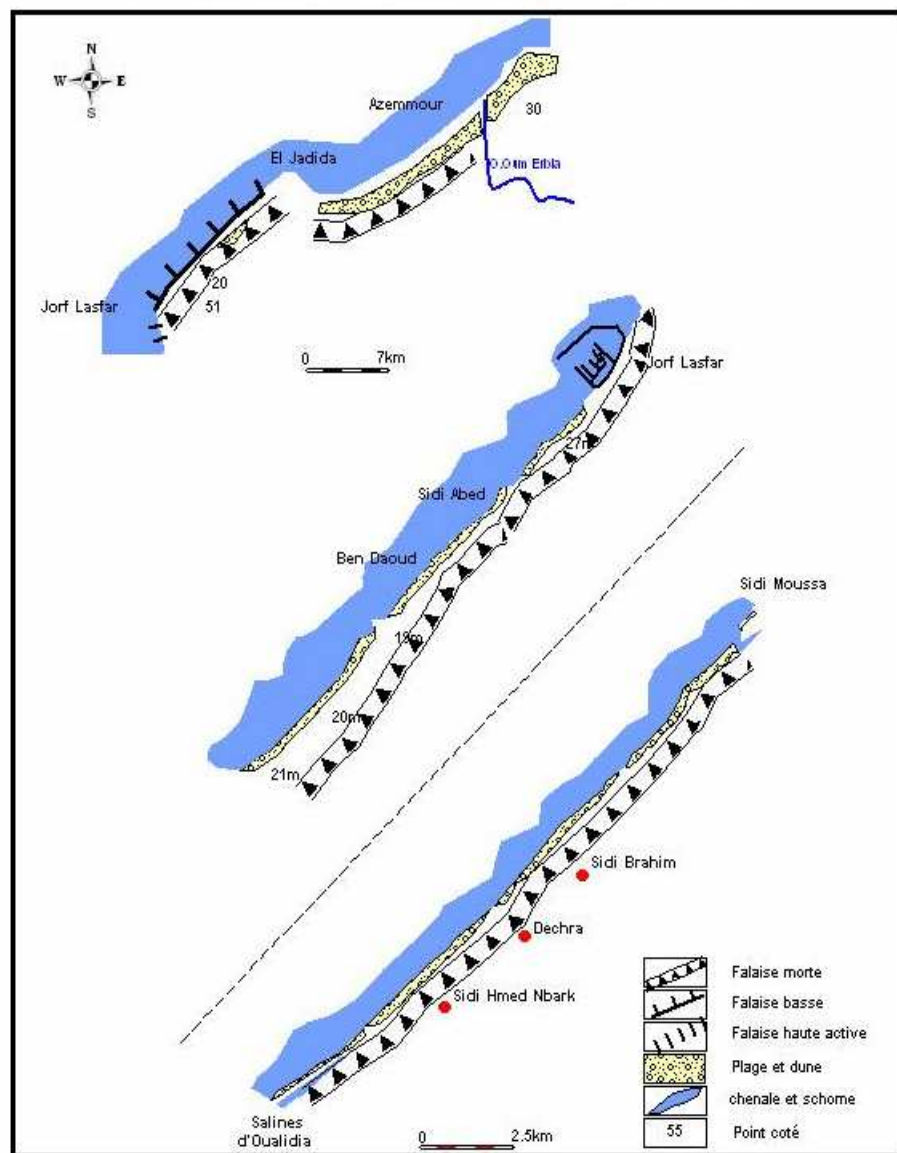 N
W E
S
Azemmour
30
El Jadida
20
51
Jorf Lasfar
0 7km
Jorf Lasfar
27m
Sidi Abed
Ben Daoud
19m
20m
21m
Sidi Moussa
Sidi Brahim
Dechra
Sidi Hmed Nbark
Salines
d'Oualidia
0 2.5km
Falaise morte
Falaise basse
Falaise haute active
Plage et dune
chenale et schorre
55 Point coté